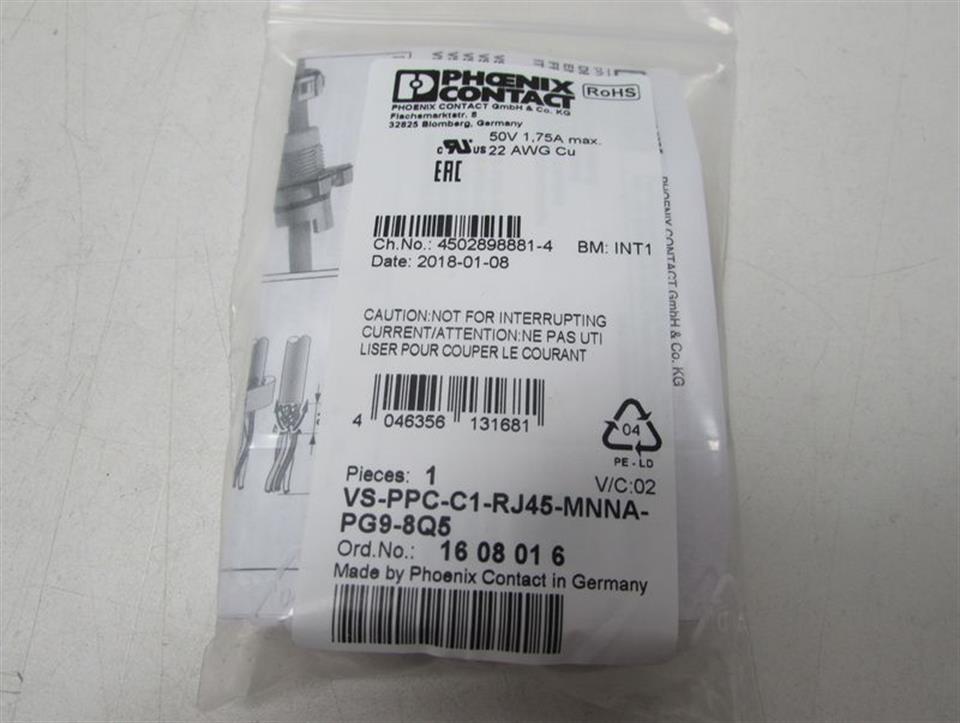 PHŒNIX
CONTACT
RoHS
PHOENIX CONTACT GmbH & Co. KG
Flachsmarktstr. 8
32825 Blomberg, Germany
50V 1,75A max.
22 AWG Cu
c RU US
EAC
Ch.No.: 4502898881-4 BM: INT1
Date: 2018-01-08
CAUTION:NOT FOR INTERRUPTING
CURRENT/ATTENTION:NE PAS UTI
LISER POUR COUPER LE COURANT
4 046356 131681
04
PE-LD
Pieces: 1 V/C:02
VS-PPC-C1-RJ45-MNNA-
PG9-8Q5
Ord.No.: 16 08 01 6
Made by Phoenix Contact in Germany
PHOENIX CONTACT GmbH & Co. KG